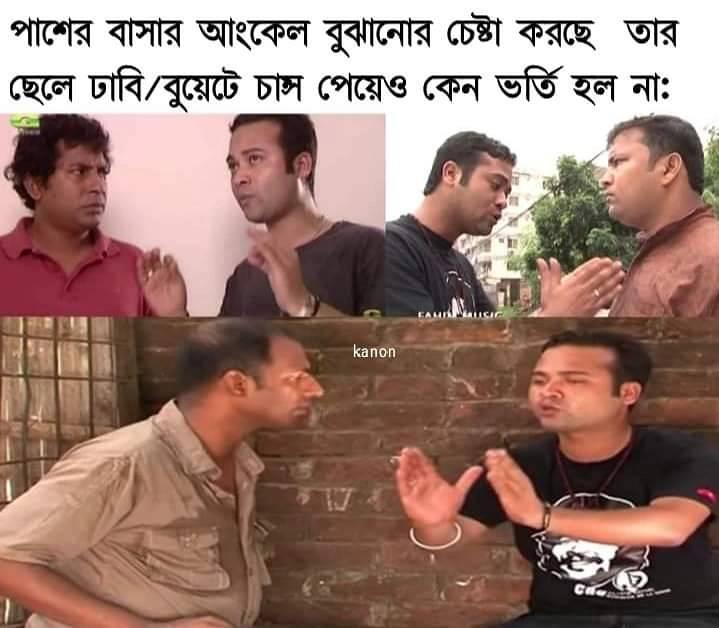 পাশের বাসার আংকেল বুঝানোর চেষ্টা করছে তার
ছেলে ঢাবি/বুয়েটে চান্স পেয়েও কেন ভর্তি হল না:
kanon